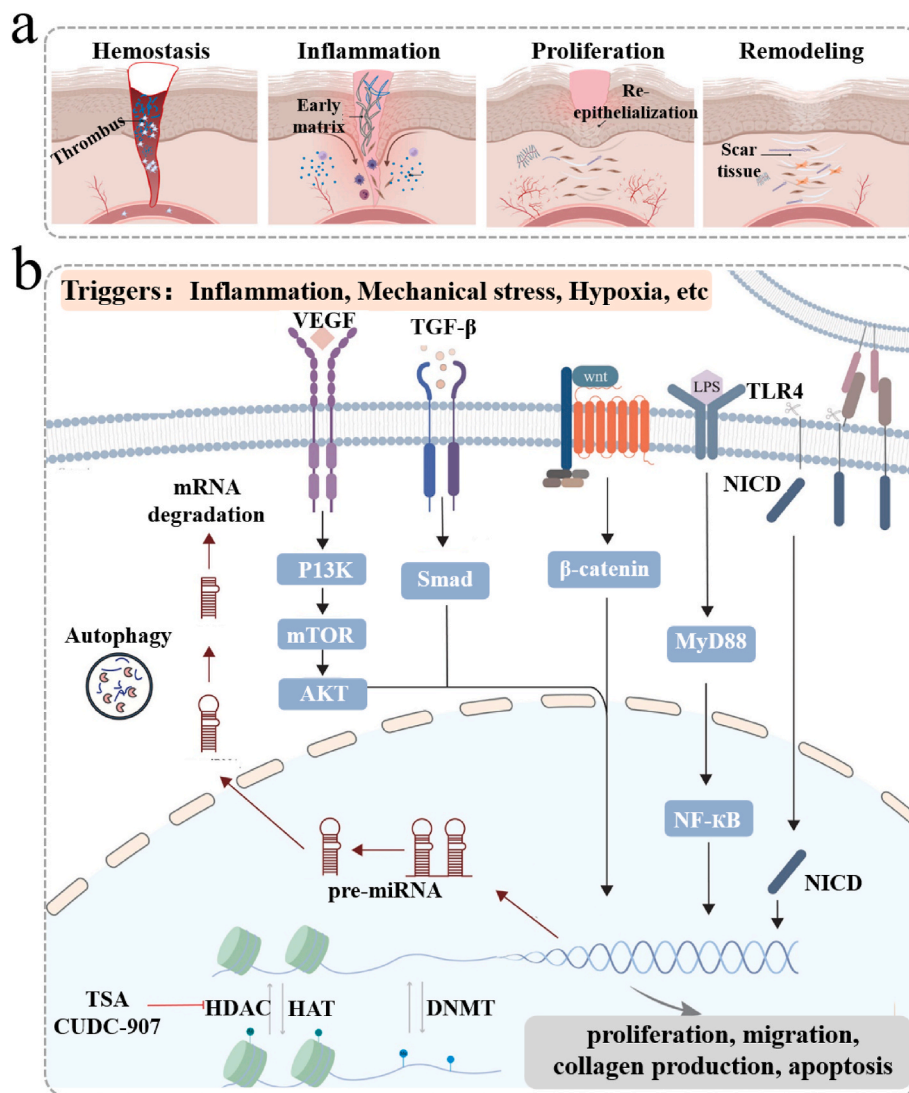 a
Hemostasis
Inflammation
Proliferation
Remodeling
Thrombus
Early
matrix
Re-
epithelialization
Scar
tissue
b
Triggers: Inflammation, Mechanical stress, Hypoxia, etc
VEGF
TGF-β
wnt
LPS
TLR4
NICD
mRNA
degradation
P13K
Smad
β-catenin
mTOR
MyD88
Autophagy
AKT
NF-κB
pre-miRNA
NICD
TSA
CUDC-907
HDAC
HAT
DNMT
proliferation, migration,
collagen production, apoptosis